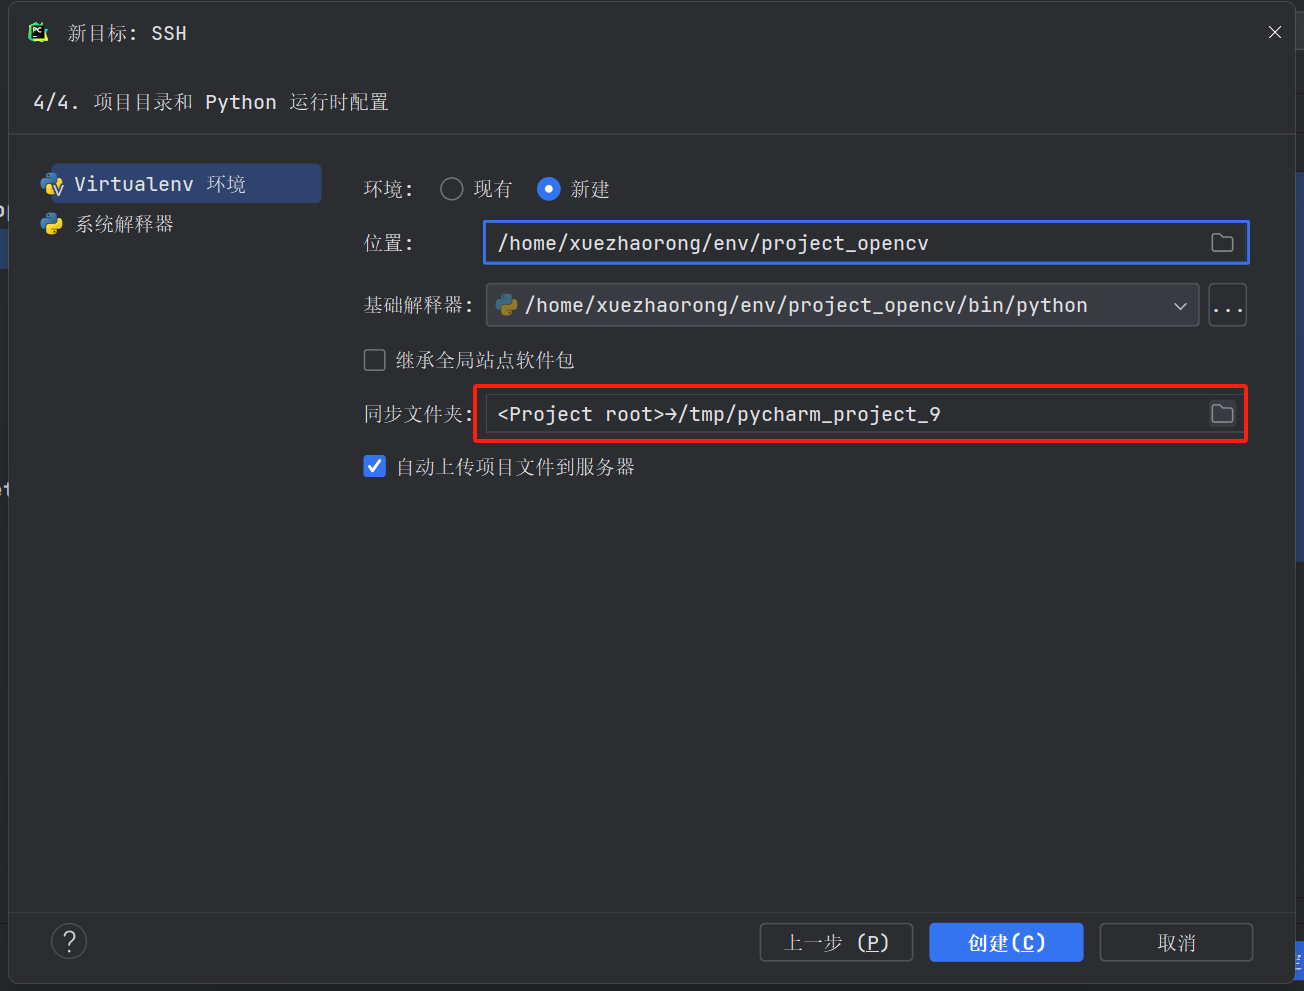 新目标: SSH
4/4. 项目目录和 Python 运行时配置
Virtualenv 环境
系统解释器
环境: 现有 新建
位置: /home/xuezhaorong/env/project_opencv
基础解释器: /home/xuezhaorong/env/project_opencv/bin/python ...
继承全局站点软件包
同步文件夹: <Project root>→/tmp/pycharm_project_9
自动上传项目文件到服务器
? 上一步 (P) 创建(C) 取消